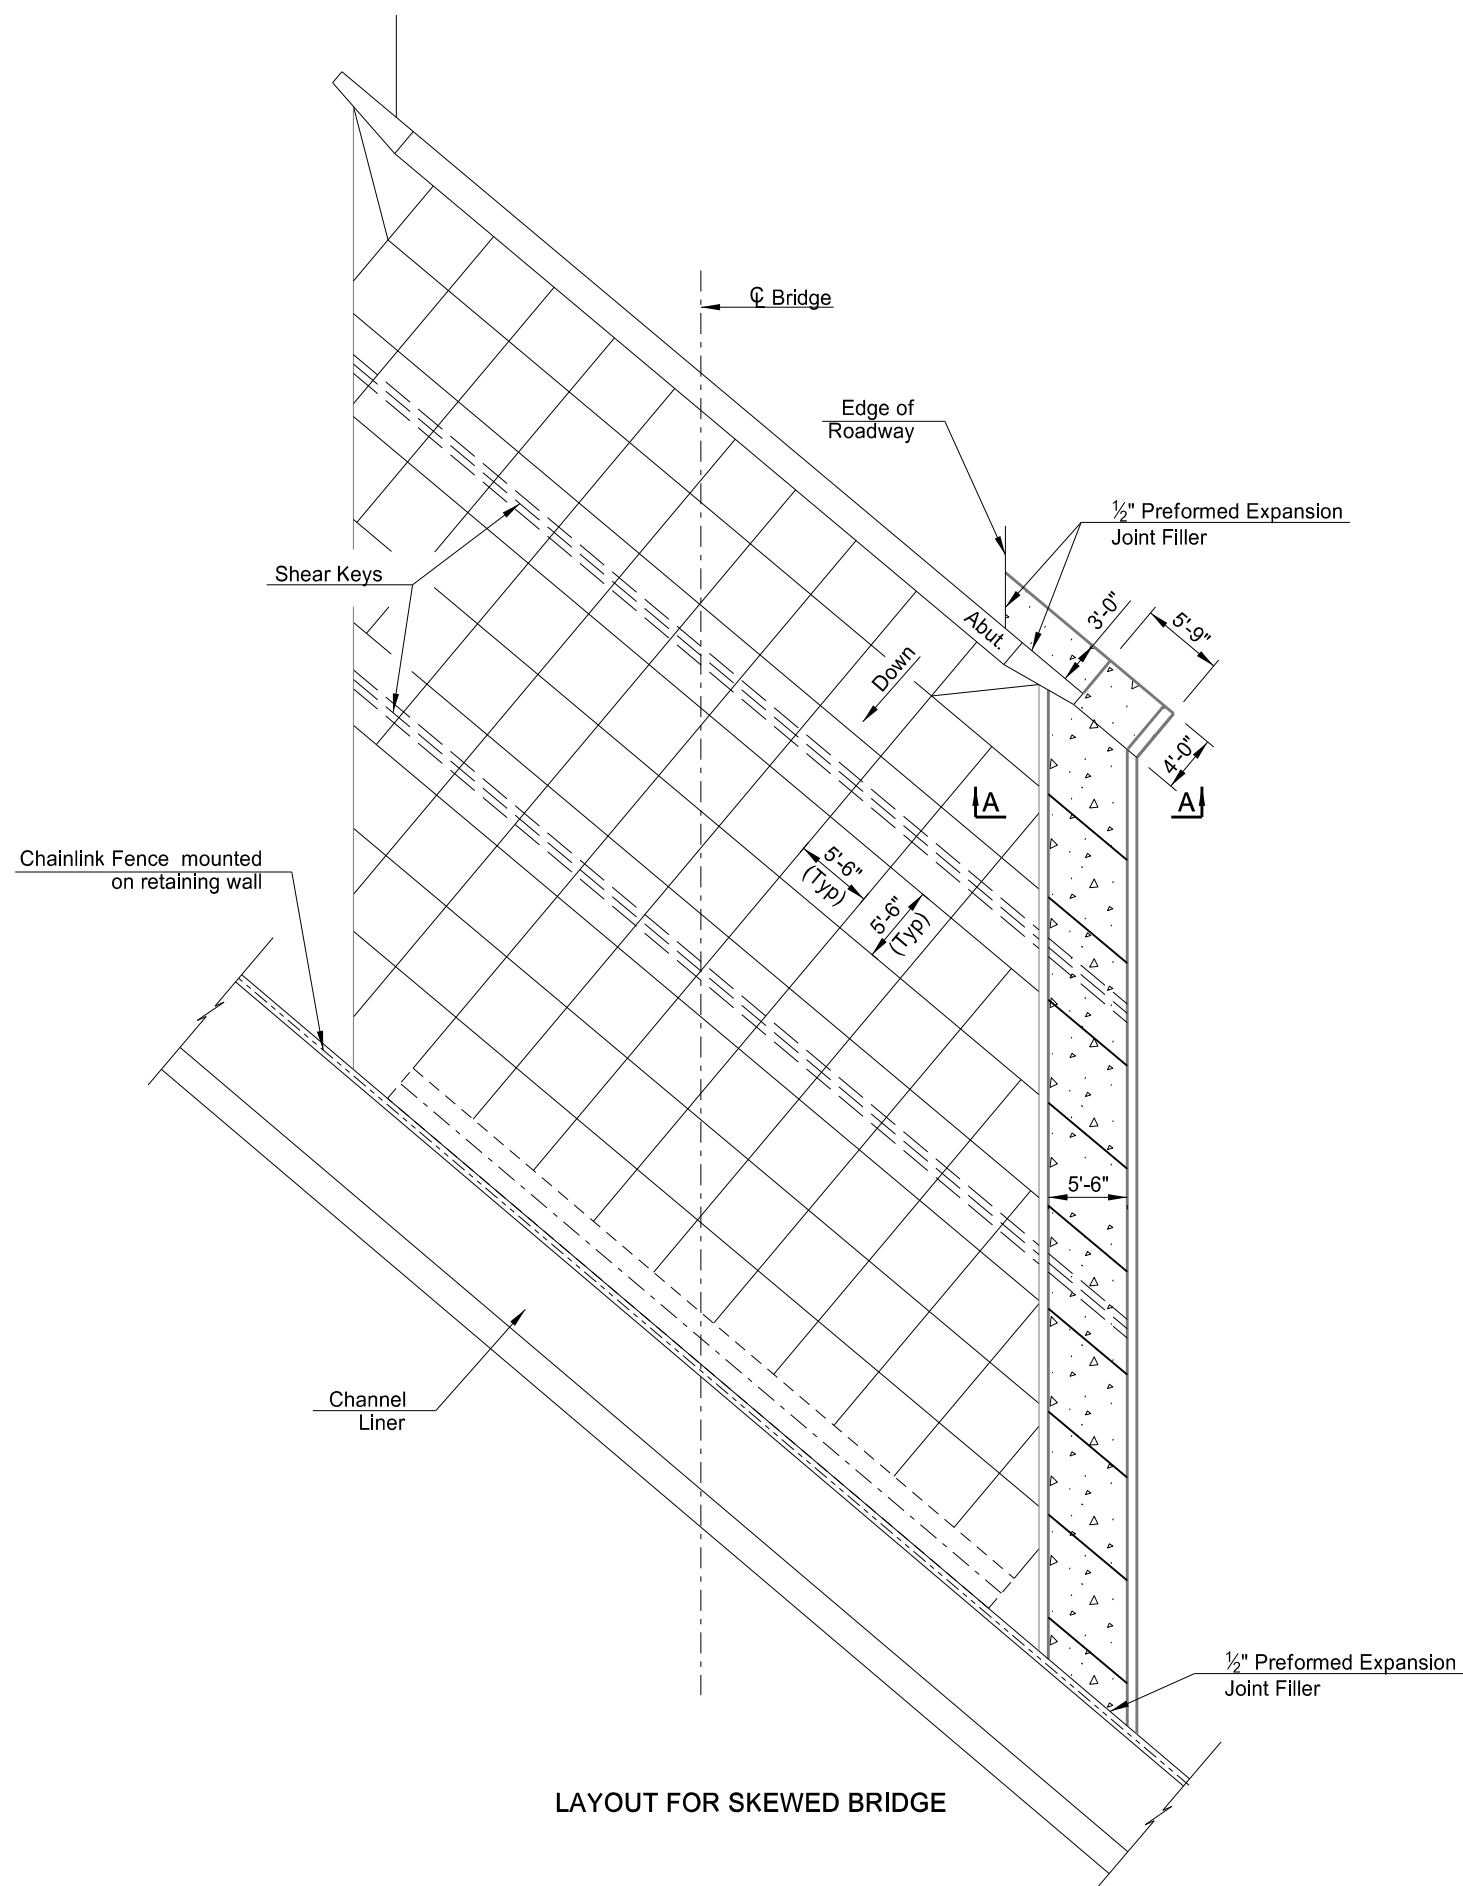 ℄ Bridge
Edge of
Roadway
½" Preformed Expansion
Joint Filler
Shear Keys
Abut.
3'-0"
5'-9"
Down
4'-0"
A
A
Chainlink Fence mounted
on retaining wall
5'-6"
(Typ)
5'-6"
(Typ)
5'-6"
Channel
Liner
½" Preformed Expansion
Joint Filler
LAYOUT FOR SKEWED BRIDGE